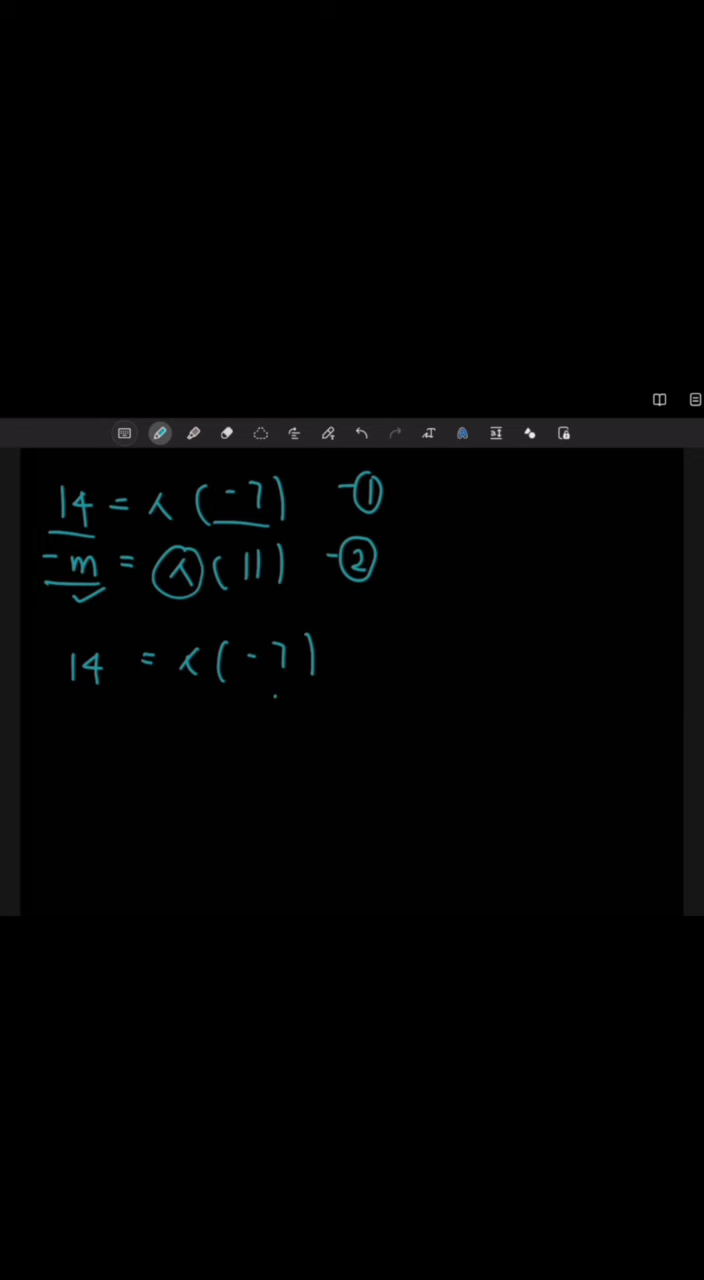 14 = λ (-7) -①
-m = λ (11) -②
14 = λ (-7)